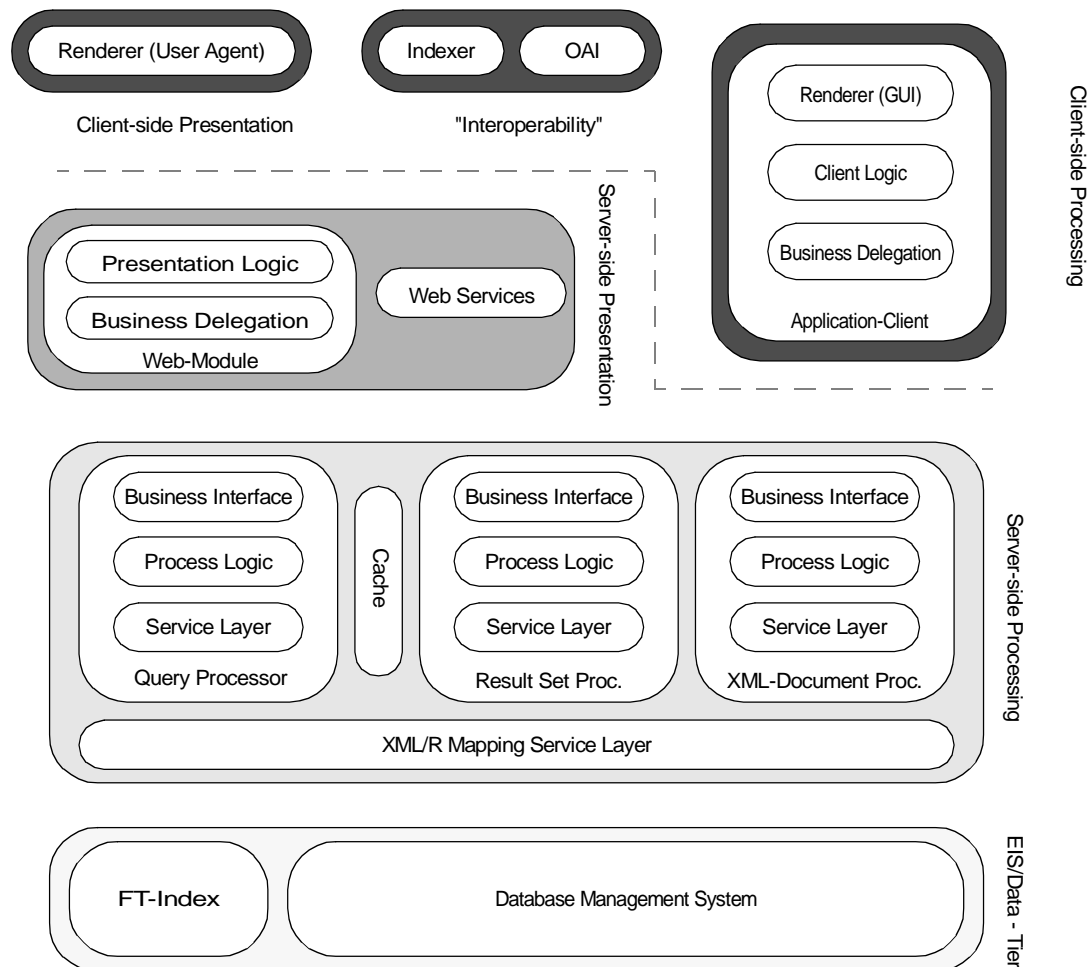 Renderer (User Agent)
Indexer
OAI
Client-side Presentation
"Interoperability"
Renderer (GUI)
Client Logic
Business Delegation
Application-Client
Client-side Processing
Presentation Logic
Business Delegation
Web-Module
Web Services
Server-side Presentation
Business Interface
Process Logic
Service Layer
Query Processor
Cache
Business Interface
Process Logic
Service Layer
Result Set Proc.
Business Interface
Process Logic
Service Layer
XML-Document Proc.
XML/R Mapping Service Layer
Server-side Processing
FT-Index
Database Management System
EIS/Data - Tier